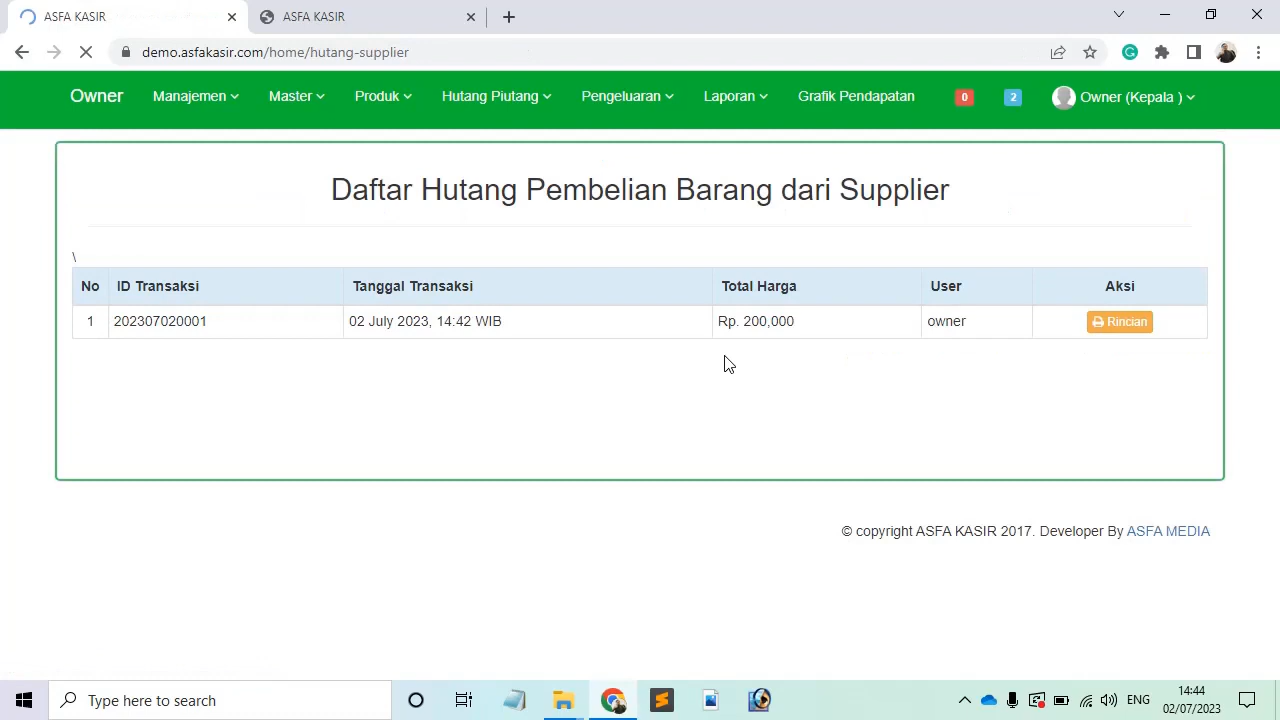 ASFA KASIR
ASFA KASIR
demo.asfakasir.com/home/hutang-supplier
Owner Manajemen Master Produk Hutang Piutang Pengeluaran Laporan Grafik Pendapatan 0 2 Owner (Kepala )
Daftar Hutang Pembelian Barang dari Supplier
\
No ID Transaksi Tanggal Transaksi Total Harga User Aksi
1 202307020001 02 July 2023, 14:42 WIB Rp. 200,000 owner Rincian
© copyright ASFA KASIR 2017. Developer By ASFA MEDIA
Type here to search
ENG
14:44
02/07/2023